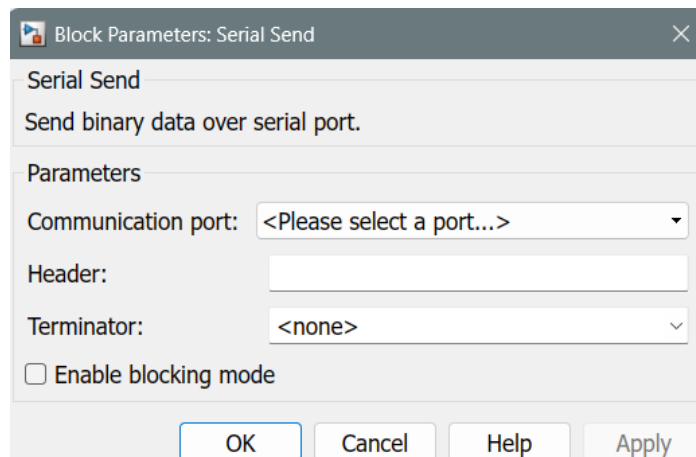 Block Parameters: Serial Send
Serial Send
Send binary data over serial port.
Parameters
Communication port: <Please select a port...>
Header:
Terminator: <none>
Enable blocking mode
OK Cancel Help Apply